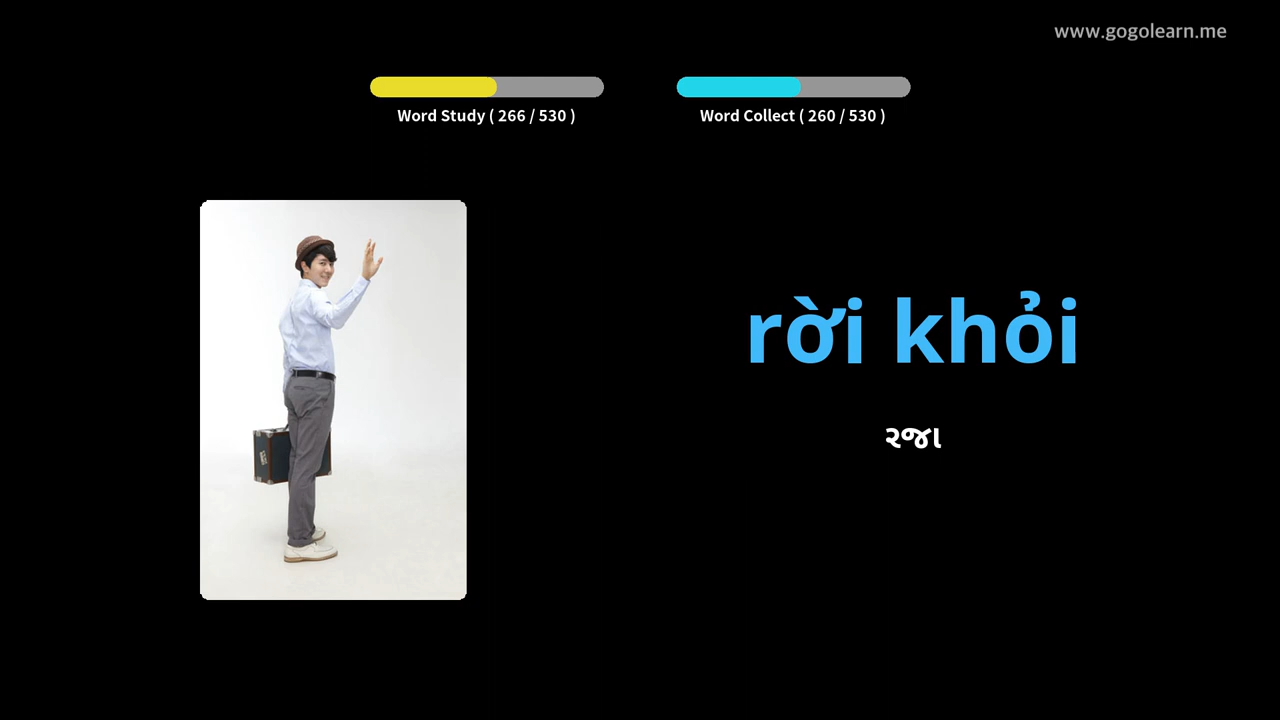 www.gogolearn.me
Word Study ( 266 / 530 )
Word Collect ( 260 / 530 )
rời khỏi
રજા